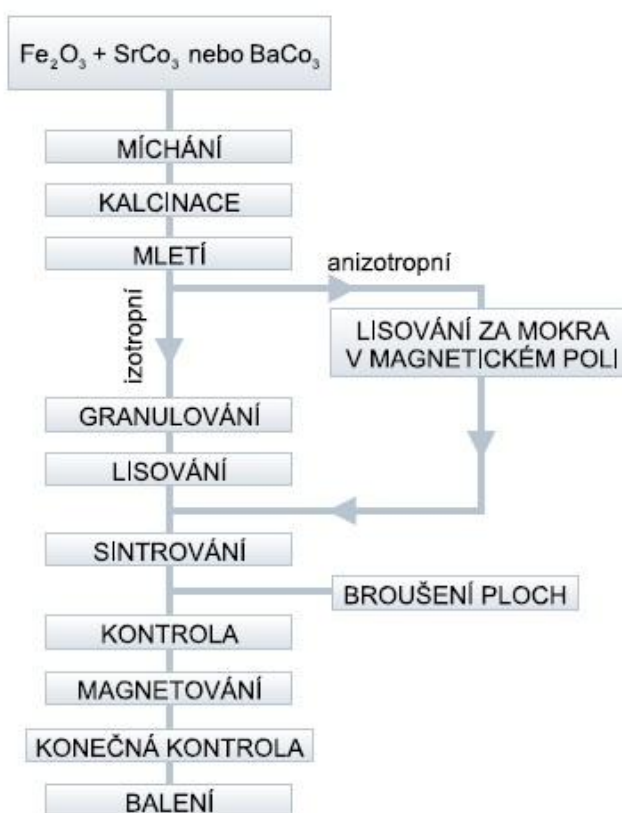 Fe₂O₃ + SrCo₃ nebo BaCo₃
MÍCHÁNÍ
KALCINACE
MLETÍ
anizotropní
izotropní
LISOVÁNÍ ZA MOKRA
V MAGNETICKÉM POLI
GRANULOVÁNÍ
LISOVÁNÍ
SINTROVÁNÍ
BROUŠENÍ PLOCH
KONTROLA
MAGNETOVÁNÍ
KONEČNÁ KONTROLA
BALENÍ